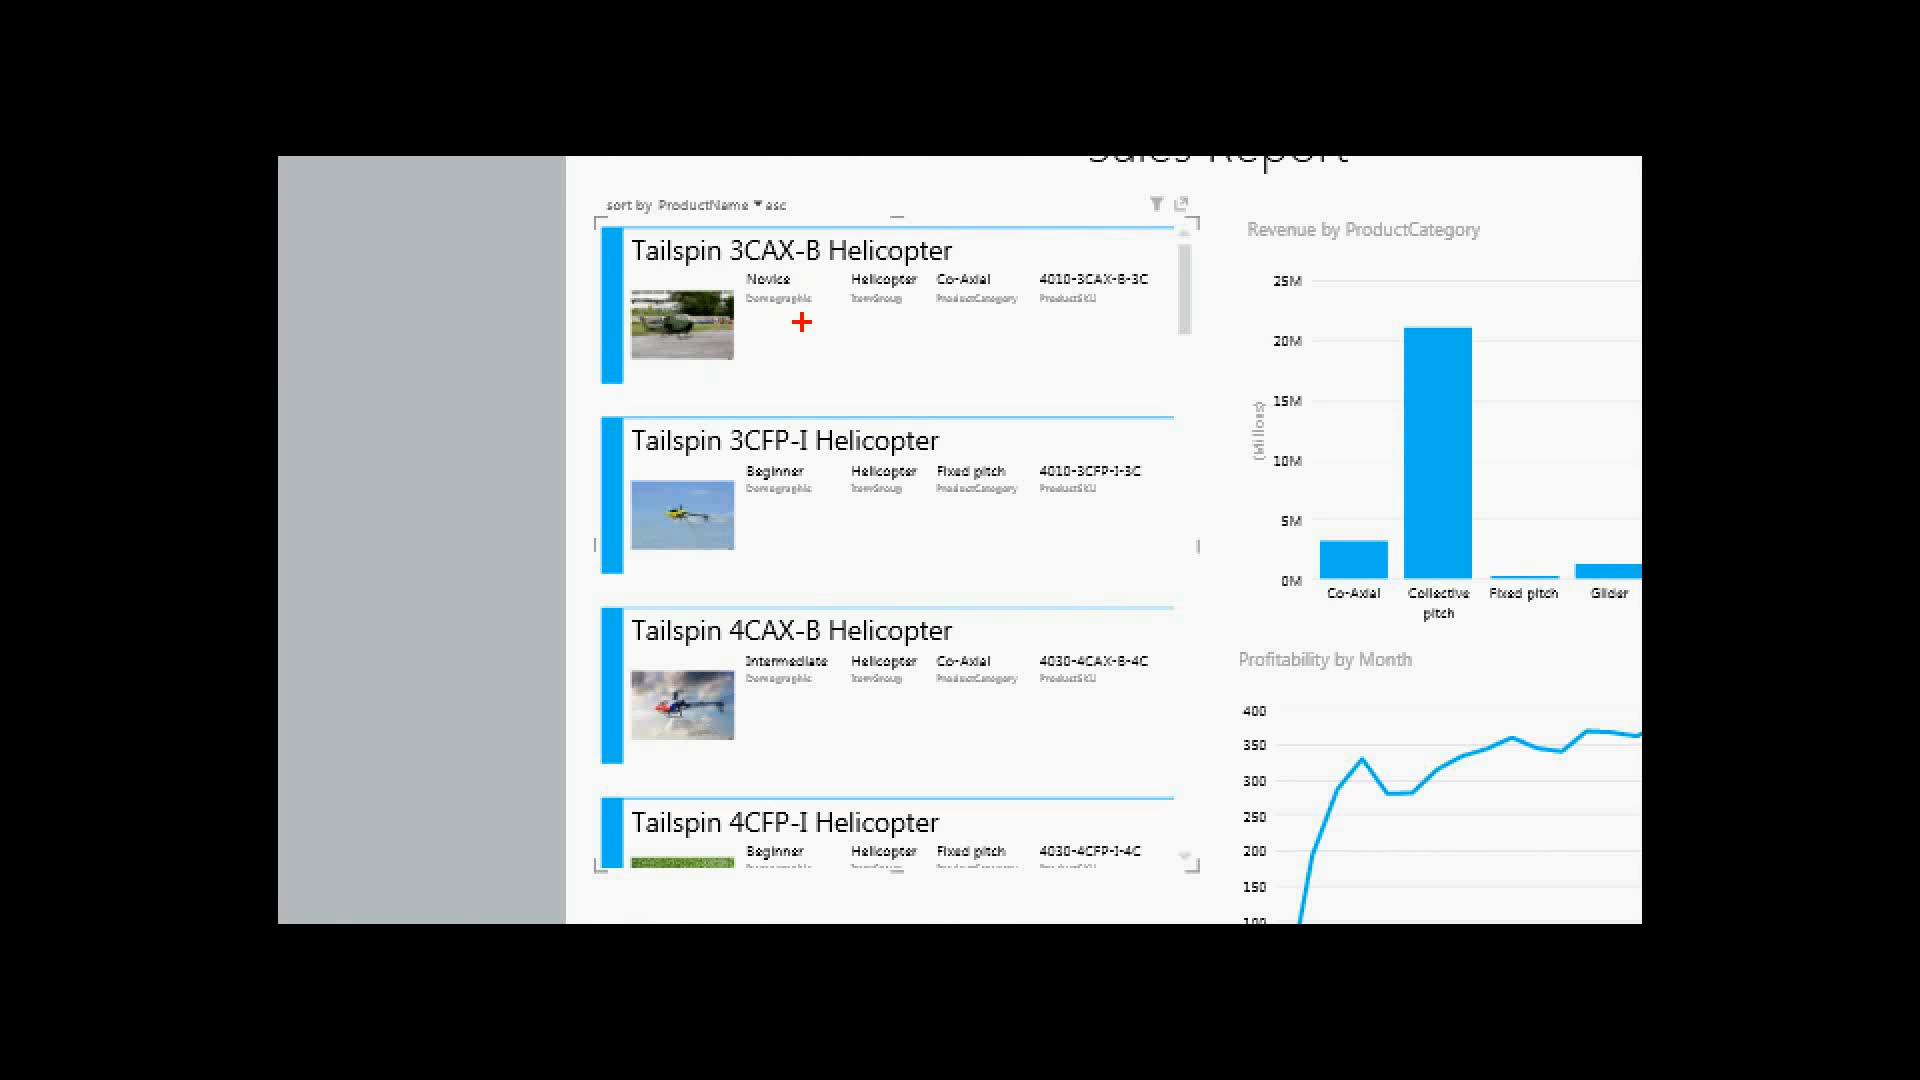 Sales Report
sort by ProductName ▼ asc
Tailspin 3CAX-B Helicopter
Novice Helicopter Co-Axial 4010-3CAX-B-3C
Demographic ItemGroup ProductCategory ProductSKU
Tailspin 3CFP-I Helicopter
Beginner Helicopter Fixed pitch 4010-3CFP-I-3C
Demographic ItemGroup ProductCategory ProductSKU
Tailspin 4CAX-B Helicopter
Intermediate Helicopter Co-Axial 4030-4CAX-B-4C
Demographic ItemGroup ProductCategory ProductSKU
Tailspin 4CFP-I Helicopter
Beginner Helicopter Fixed pitch 4030-4CFP-I-4C
Revenue by ProductCategory
25M
20M
15M
10M
5M
0M
(Millions)
Co-Axial Collective pitch Fixed pitch Glider
Profitability by Month
400
350
300
250
200
150
100